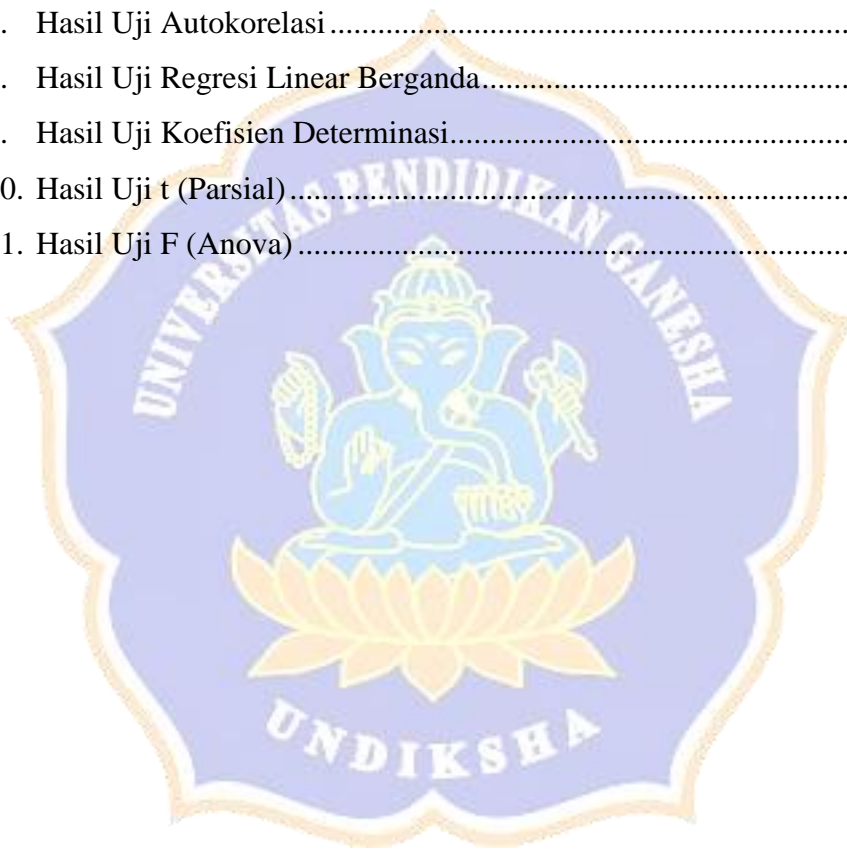 . Hasil Uji Autokorelasi ......................................................................
. Hasil Uji Regresi Linear Berganda..................................................
. Hasil Uji Koefisien Determinasi......................................................
0. Hasil Uji t (Parsial) ...........................................................................
1. Hasil Uji F (Anova) ..........................................................................
UNIVERSITAS PENDIDIKAN GANESHA
UNDIKSHA